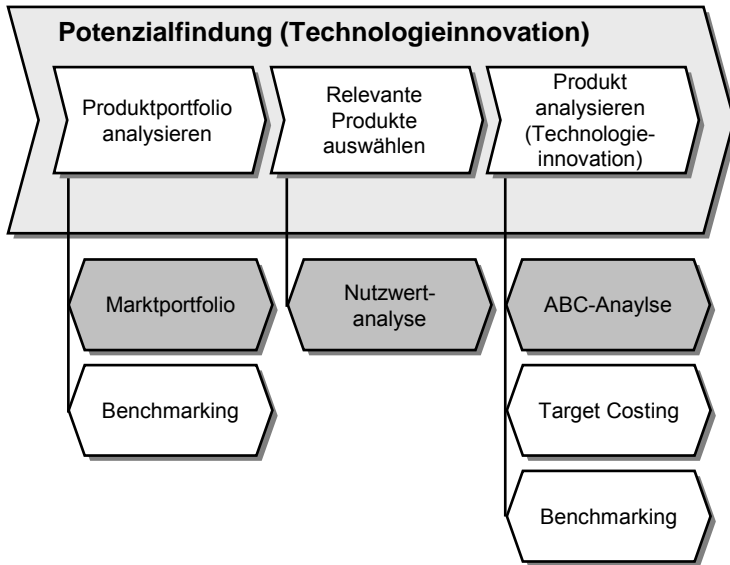 Potenzialfindung (Technologieinnovation)
Produktportfolio
analysieren
Relevante
Produkte
auswählen
Produkt
analysieren
(Technologie-
innovation)
Marktportfolio
Nutzwert-
analyse
ABC-Anaylse
Benchmarking
Target Costing
Benchmarking